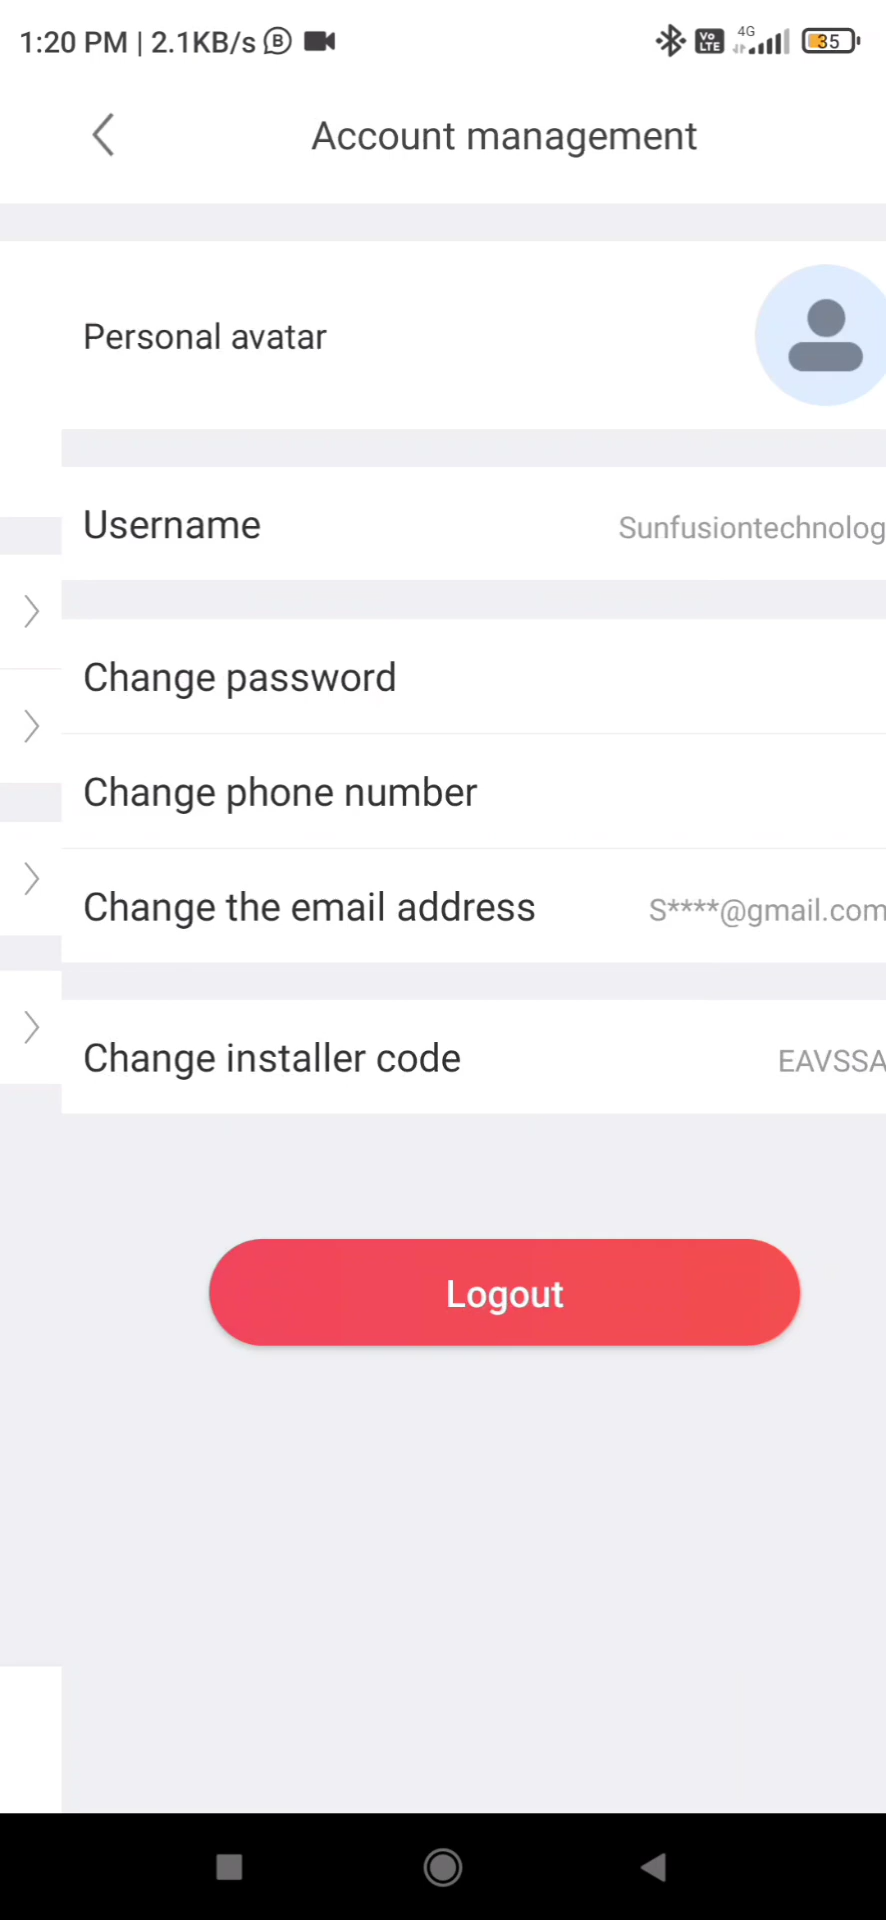 1:20 PM | 2.1KB/s B VoLTE 4G 35
Account management
Personal avatar
Username Sunfusiontechnolog
Change password
Change phone number
Change the email address S****@gmail.com
Change installer code EAVSSA
Logout